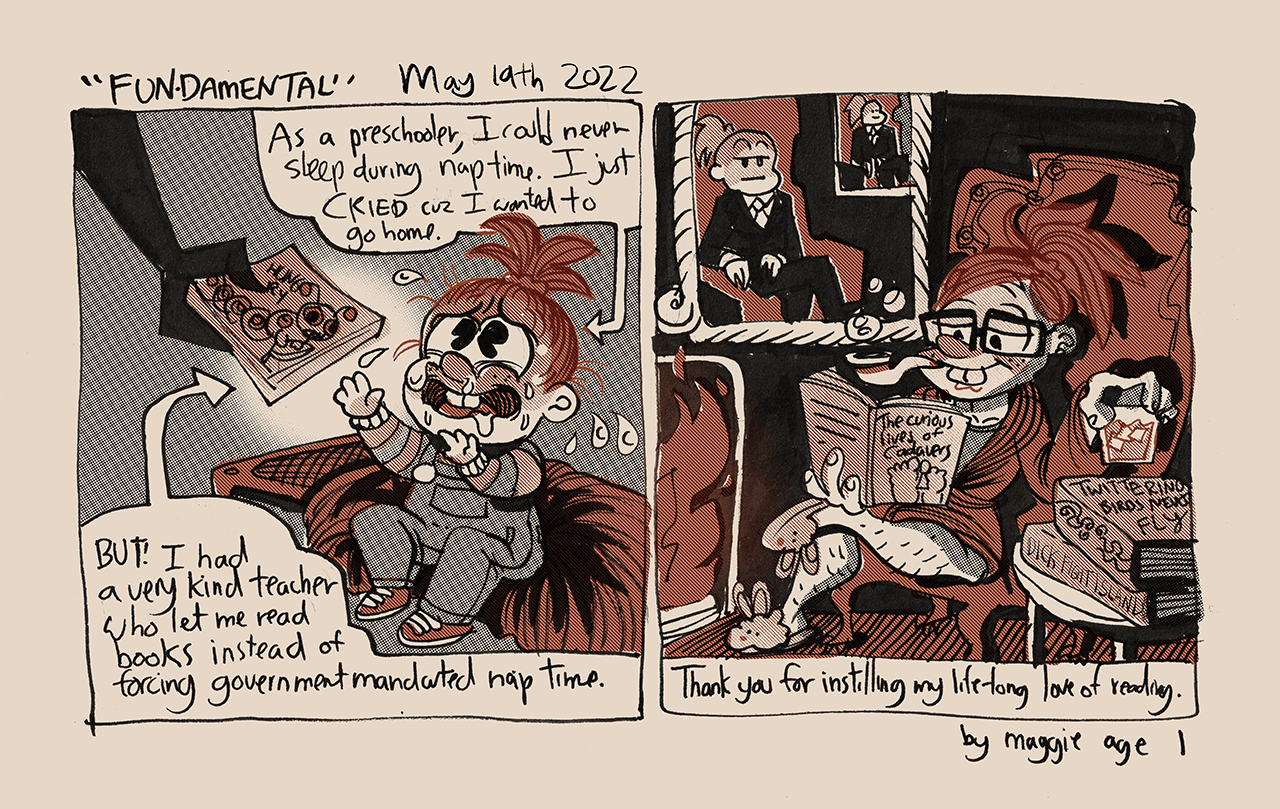 "FUN-DAMENTAL" May 19th 2022
As a preschooler, I could never
sleep during nap time. I just
CRIED cuz I wanted to
go home.
HUNG
RY
BUT! I had
a very kind teacher
who let me read
books instead of
forcing government mandated nap time.
The curious
lives of
Cadavers
TWITTERING
BIRDS NEVER
FLY
DICK FIGHT ISLAND
Thank you for instilling my life-long love of reading.
by maggie age 1